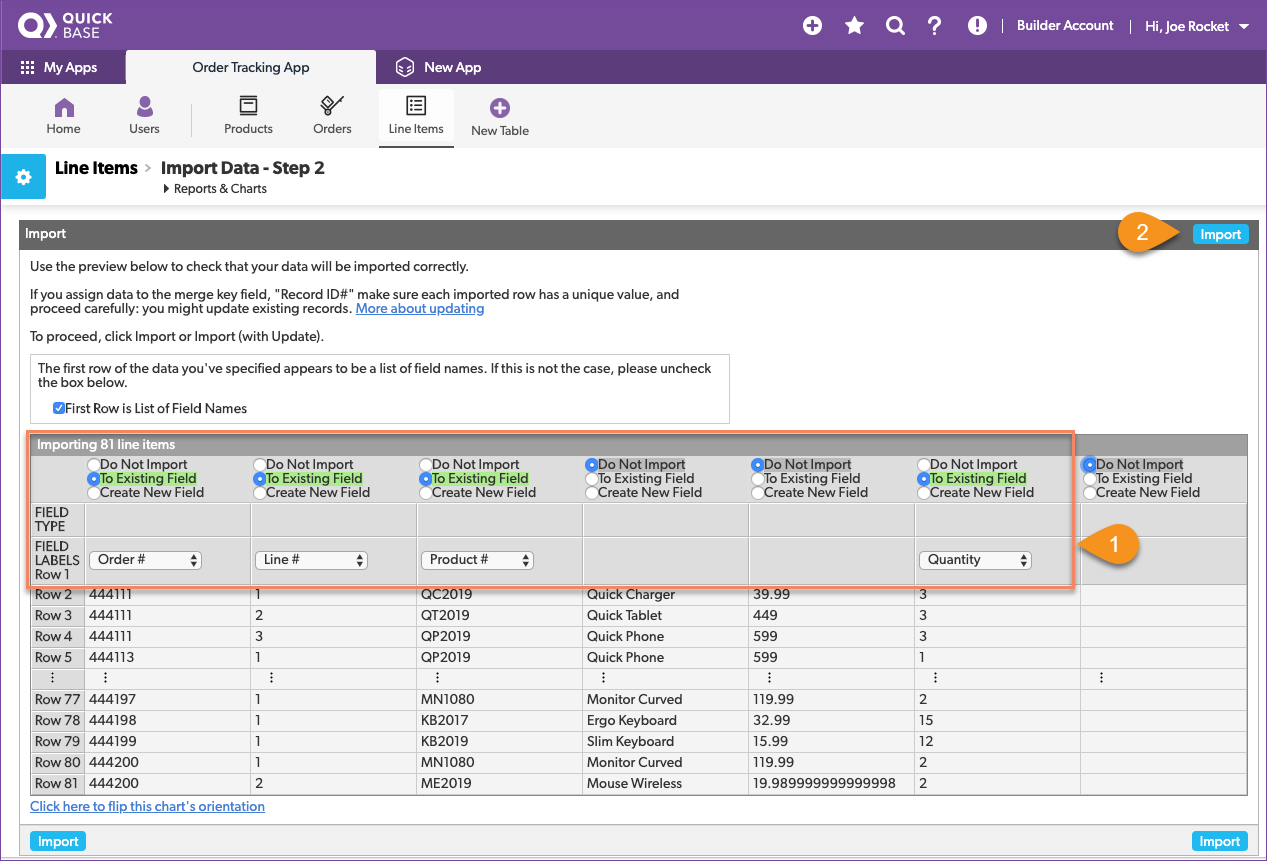 QUICK BASE
Builder Account
Hi, Joe Rocket
My Apps
Order Tracking App
New App
Home
Users
Products
Orders
Line Items
New Table
Line Items > Import Data - Step 2
Reports & Charts
Import
2
Import
Use the preview below to check that your data will be imported correctly.
If you assign data to the merge key field, "Record ID#" make sure each imported row has a unique value, and
proceed carefully: you might update existing records. More about updating
To proceed, click Import or Import (with Update).
The first row of the data you've specified appears to be a list of field names. If this is not the case, please uncheck
the box below.
First Row is List of Field Names
Importing 81 line items
Do Not Import Do Not Import Do Not Import Do Not Import Do Not Import Do Not Import Do Not Import
To Existing Field To Existing Field To Existing Field To Existing Field To Existing Field To Existing Field To Existing Field
Create New Field Create New Field Create New Field Create New Field Create New Field Create New Field Create New Field
FIELD
TYPE
1
FIELD
LABELS
Row 1
Order # Line # Product # Quantity
Row 2 444111 1 QC2019 Quick Charger 39.99 3
Row 3 444111 2 QT2019 Quick Tablet 449 3
Row 4 444111 3 QP2019 Quick Phone 599 3
Row 5 444113 1 QP2019 Quick Phone 599 1
⋮ ⋮ ⋮ ⋮ ⋮ ⋮ ⋮ ⋮
Row 77 444197 1 MN1080 Monitor Curved 119.99 2
Row 78 444198 1 KB2017 Ergo Keyboard 32.99 15
Row 79 444199 1 KB2019 Slim Keyboard 15.99 12
Row 80 444200 1 MN1080 Monitor Curved 119.99 2
Row 81 444200 2 ME2019 Mouse Wireless 19.989999999999998 2
Click here to flip this chart's orientation
Import
Import